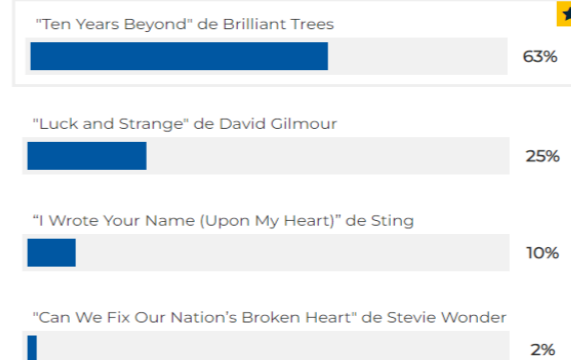 "Ten Years Beyond" de Brilliant Trees
63%
"Luck and Strange" de David Gilmour
25%
“I Wrote Your Name (Upon My Heart)” de Sting
10%
"Can We Fix Our Nation’s Broken Heart" de Stevie Wonder
2%